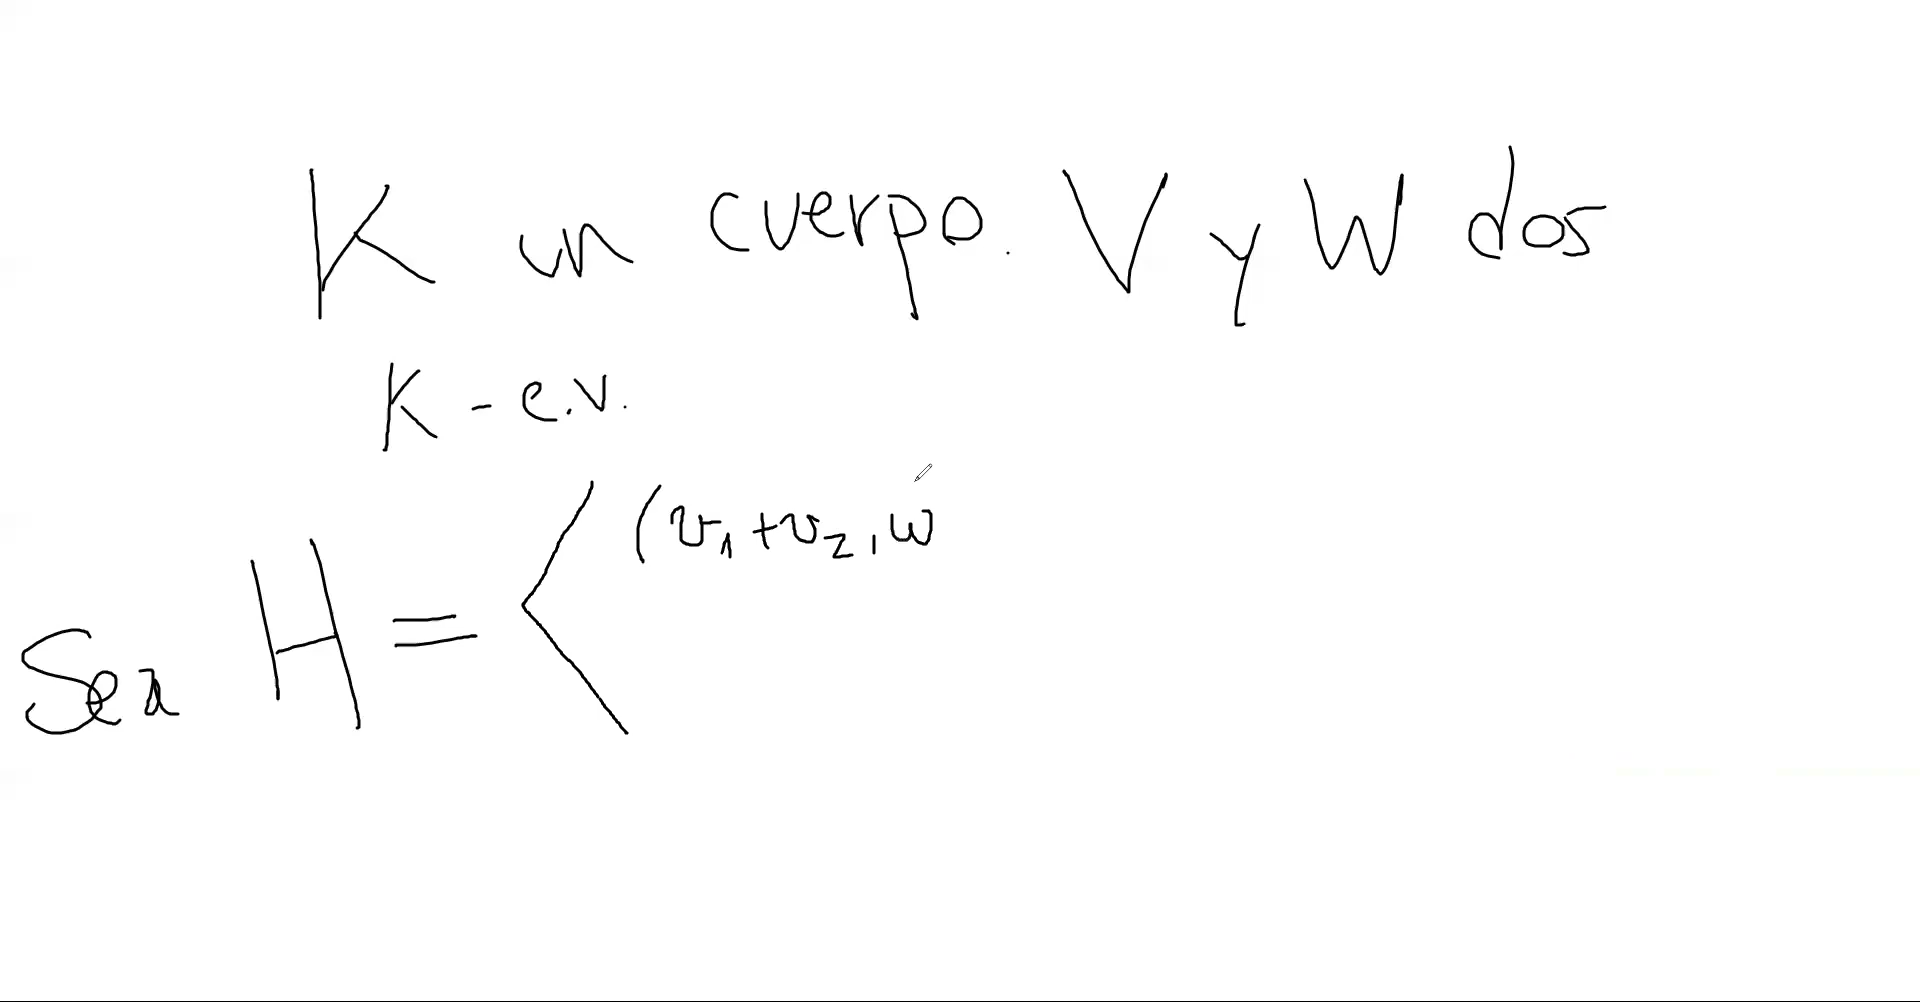 K un cuerpo. V y W dos
K - e.v.
Sea H = < (v₁+v₂, w